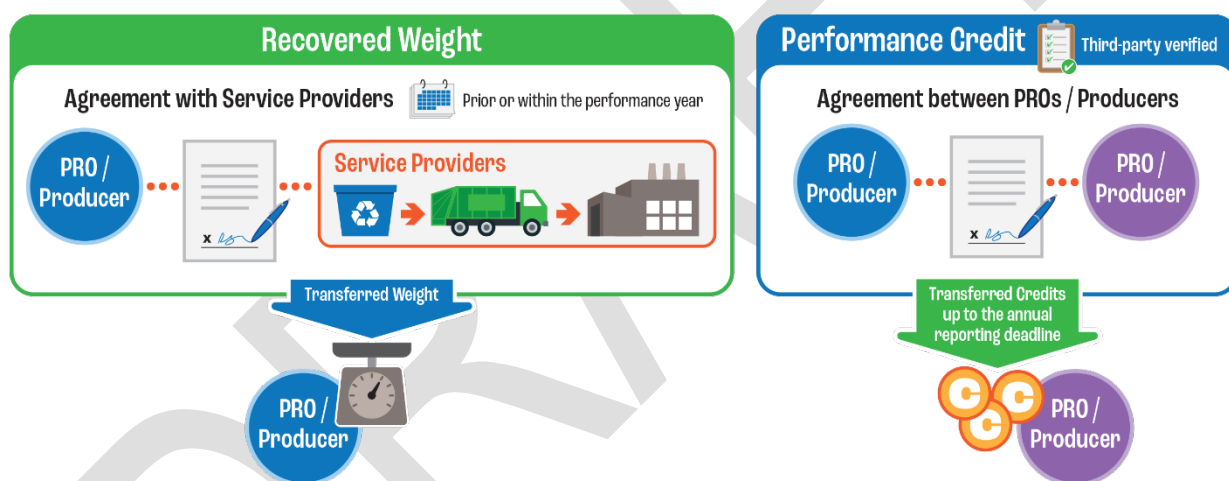 Recovered Weight
Agreement with Service Providers
Prior or within the performance year
PRO /
Producer
x
Service Providers
Transferred Weight
PRO /
Producer
Performance Credit
Third-party verified
Agreement between PROs / Producers
PRO /
Producer
x
PRO /
Producer
Transferred Credits
up to the annual
reporting deadline
C
C
C
PRO /
Producer